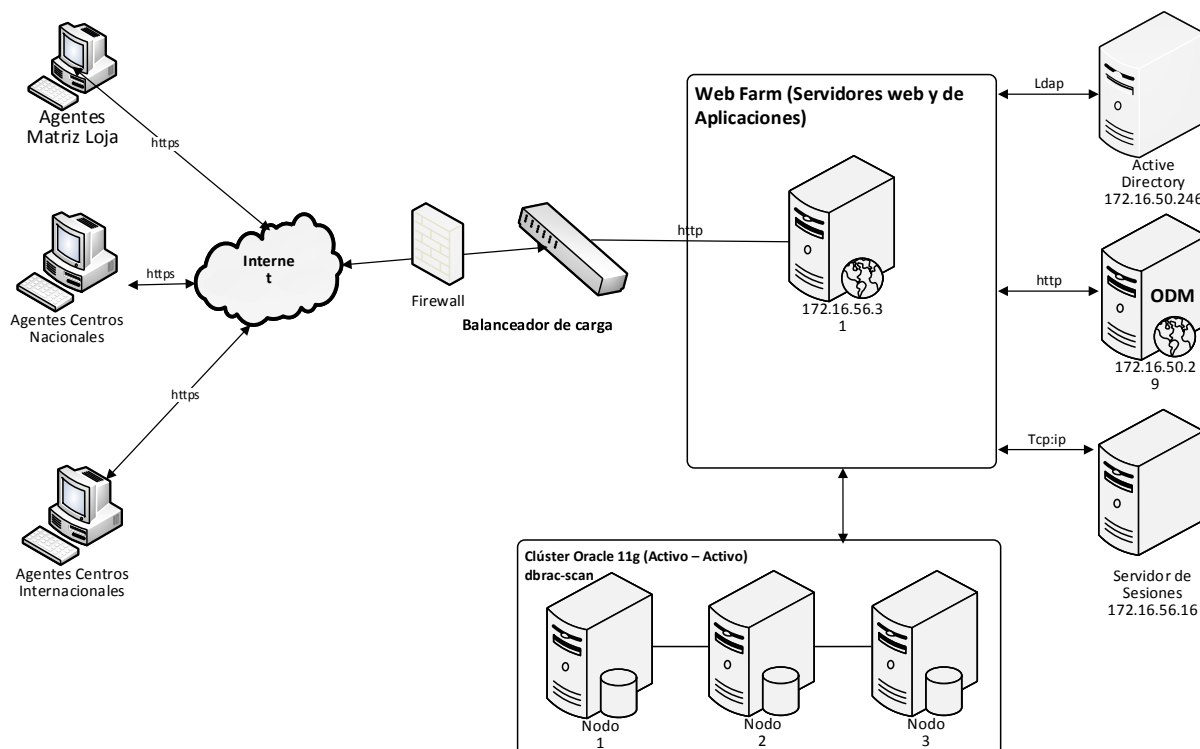 Agentes
Matriz Loja
https
Agentes Centros
Nacionales
https
Agentes Centros
Internacionales
https
Interne
t
Firewall
Balanceador de carga
http
Web Farm (Servidores web y de
Aplicaciones)
172.16.56.3
1
Ldap
Active
Directory
172.16.50.246
http
ODM
172.16.50.2
9
Tcp:ip
Servidor de
Sesiones
172.16.56.16
Clúster Oracle 11g (Activo – Activo)
dbrac-scan
Nodo
1
Nodo
2
Nodo
3